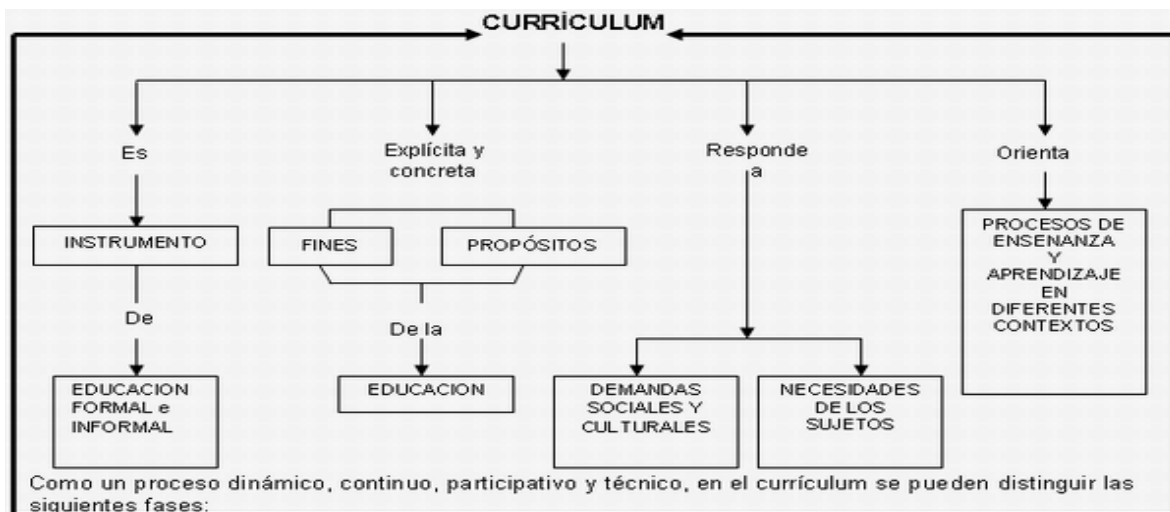 CURRÍCULUM
Es
Explícita y
concreta
Responde
a
Orienta
INSTRUMENTO
FINES
PROPÓSITOS
PROCESOS DE
ENSENANZA
Y
APRENDIZAJE
EN
DIFERENTES
CONTEXTOS
De
De la
EDUCACION
FORMAL e
INFORMAL
EDUCACION
DEMANDAS
SOCIALES Y
CULTURALES
NECESIDADES
DE LOS
SUJETOS
Como un proceso dinámico, continuo, participativo y técnico, en el currículum se pueden distinguir las
siguientes fases: